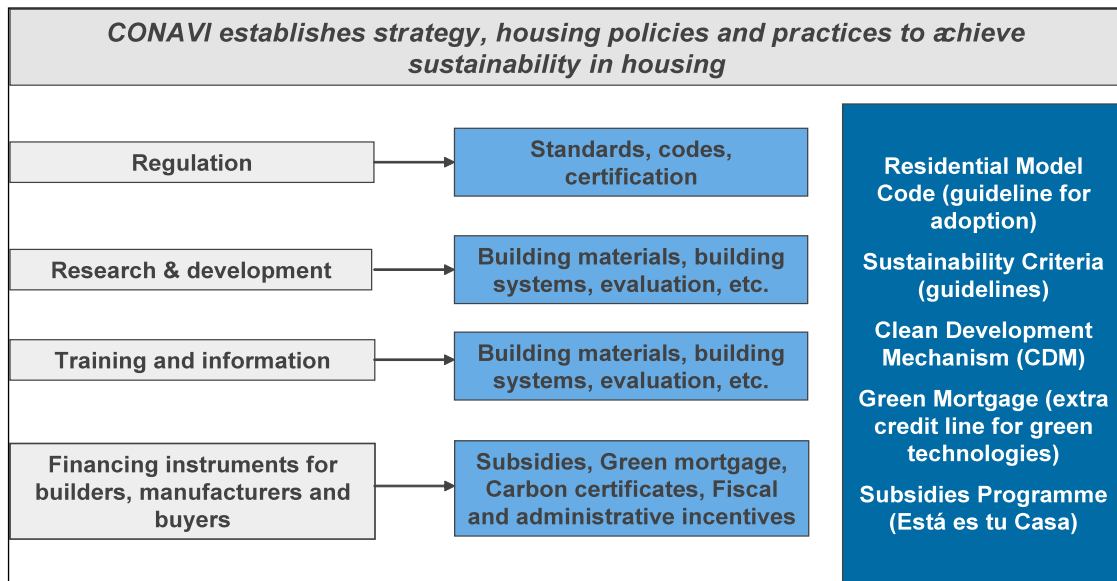 CONAVI establishes strategy, housing policies and practices to achieve
sustainability in housing
Regulation
Standards, codes,
certification
Research & development
Building materials, building
systems, evaluation, etc.
Training and information
Building materials, building
systems, evaluation, etc.
Financing instruments for
builders, manufacturers and
buyers
Subsidies, Green mortgage,
Carbon certificates, Fiscal
and administrative incentives
Residential Model
Code (guideline for
adoption)
Sustainability Criteria
(guidelines)
Clean Development
Mechanism (CDM)
Green Mortgage (extra
credit line for green
technologies)
Subsidies Programme
(Está es tu Casa)